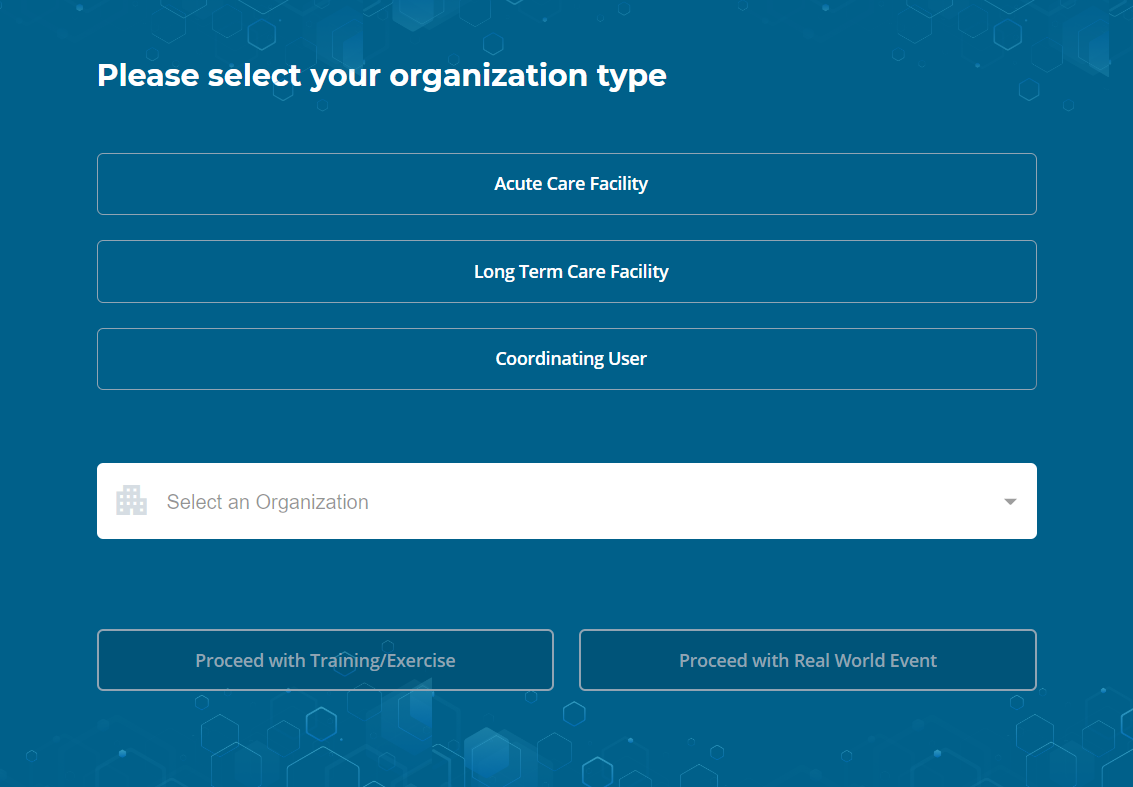 Please select your organization type
Acute Care Facility
Long Term Care Facility
Coordinating User
Select an Organization
Proceed with Training/Exercise
Proceed with Real World Event